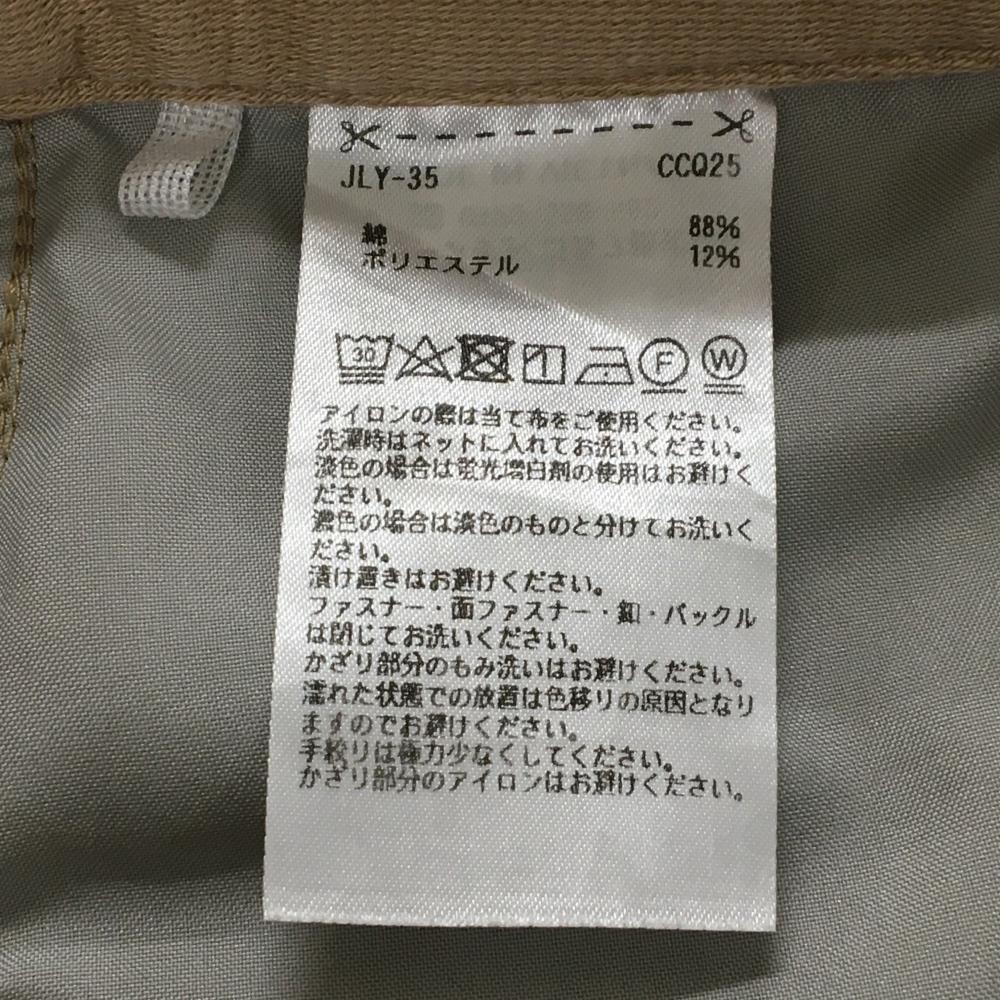 JLY-35 CCQ25
綿 88%
ポリエステル 12%
30 F W
アイロンの際は当て布をご使用ください。
洗濯時はネットに入れてお洗いください。
淡色の場合は蛍光増白剤の使用はお避けく
ださい。
濃色の場合は淡色のものと分けてお洗いく
ださい。
漬け置きはお避けください。
ファスナー・面ファスナー・釦・バックル
は閉じてお洗いください。
かざり部分のもみ洗いはお避けください。
濡れた状態での放置は色移りの原因となり
ますのでお避けください。
手絞りは極力少なくしてください。
かざり部分のアイロンはお避けください。